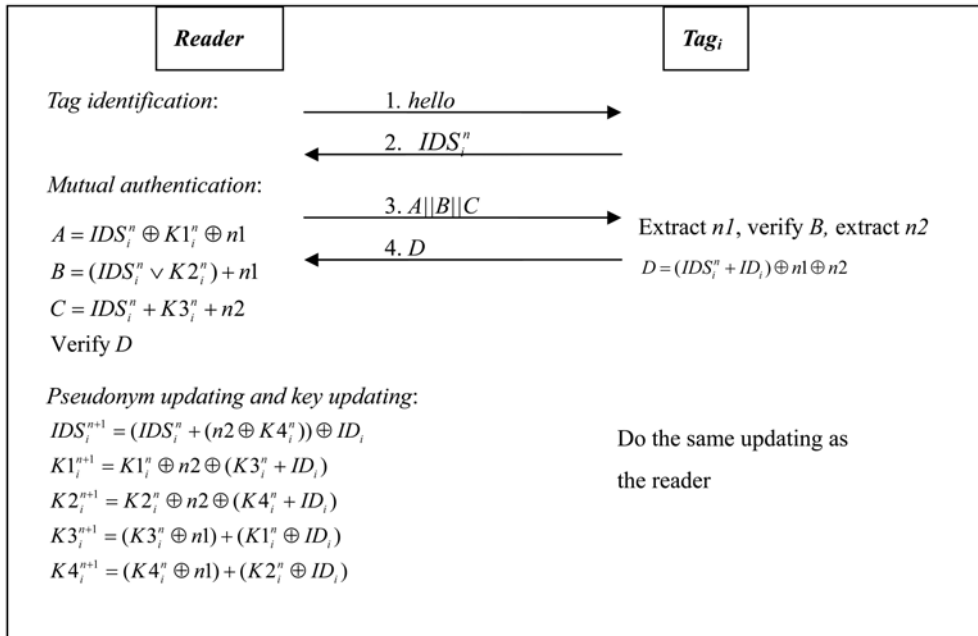 Reader
Tagᵢ
Tag identification:
1. hello
2. IDSᵢⁿ
Mutual authentication:
3. A||B||C
A = IDSᵢⁿ ⊕ K1ᵢⁿ ⊕ n1
Extract n1, verify B, extract n2
4. D
B = (IDSᵢⁿ ∨ K2ᵢⁿ) + n1
D = (IDSᵢⁿ + IDᵢ) ⊕ n1 ⊕ n2
C = IDSᵢⁿ + K3ᵢⁿ + n2
Verify D
Pseudonym updating and key updating:
IDSᵢⁿ⁺¹ = (IDSᵢⁿ + (n2 ⊕ K4ᵢⁿ)) ⊕ IDᵢ
Do the same updating as
K1ᵢⁿ⁺¹ = K1ᵢⁿ ⊕ n2 ⊕ (K3ᵢⁿ + IDᵢ)
the reader
K2ᵢⁿ⁺¹ = K2ᵢⁿ ⊕ n2 ⊕ (K4ᵢⁿ + IDᵢ)
K3ᵢⁿ⁺¹ = (K3ᵢⁿ ⊕ n1) + (K1ᵢⁿ ⊕ IDᵢ)
K4ᵢⁿ⁺¹ = (K4ᵢⁿ ⊕ n1) + (K2ᵢⁿ ⊕ IDᵢ)